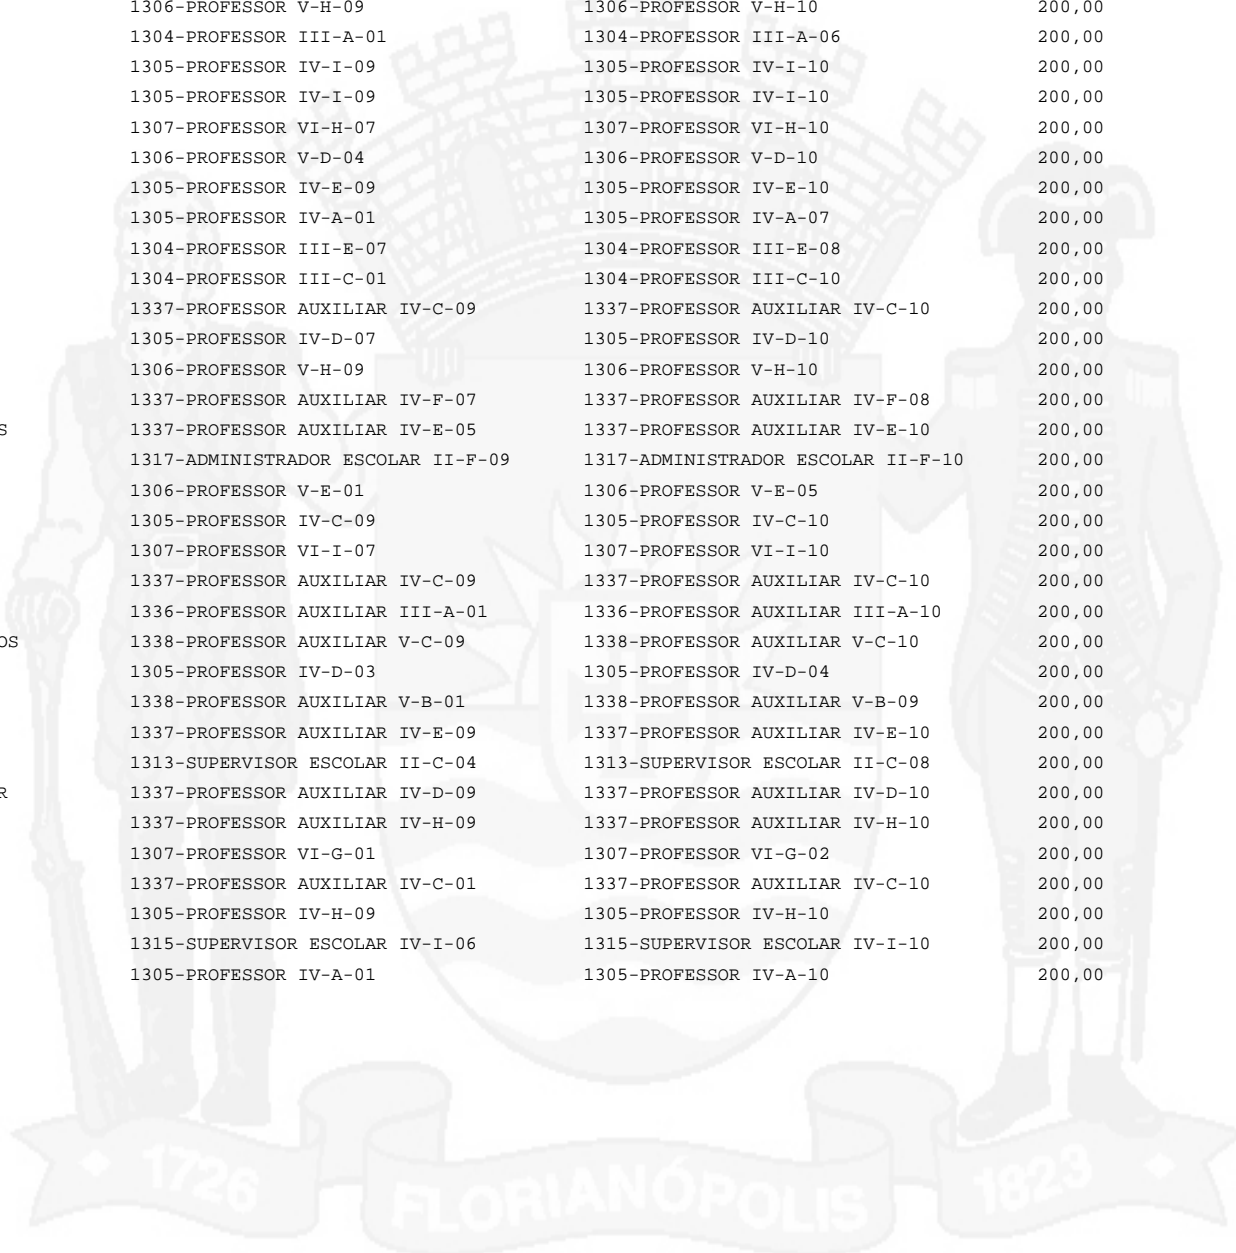 1306-PROFESSOR V-H-09 1306-PROFESSOR V-H-10 200,00
1304-PROFESSOR III-A-01 1304-PROFESSOR III-A-06 200,00
1305-PROFESSOR IV-I-09 1305-PROFESSOR IV-I-10 200,00
1305-PROFESSOR IV-I-09 1305-PROFESSOR IV-I-10 200,00
1307-PROFESSOR VI-H-07 1307-PROFESSOR VI-H-10 200,00
1306-PROFESSOR V-D-04 1306-PROFESSOR V-D-10 200,00
1305-PROFESSOR IV-E-09 1305-PROFESSOR IV-E-10 200,00
1305-PROFESSOR IV-A-01 1305-PROFESSOR IV-A-07 200,00
1304-PROFESSOR III-E-07 1304-PROFESSOR III-E-08 200,00
1304-PROFESSOR III-C-01 1304-PROFESSOR III-C-10 200,00
1337-PROFESSOR AUXILIAR IV-C-09 1337-PROFESSOR AUXILIAR IV-C-10 200,00
1305-PROFESSOR IV-D-07 1305-PROFESSOR IV-D-10 200,00
1306-PROFESSOR V-H-09 1306-PROFESSOR V-H-10 200,00
1337-PROFESSOR AUXILIAR IV-F-07 1337-PROFESSOR AUXILIAR IV-F-08 200,00
S 1337-PROFESSOR AUXILIAR IV-E-05 1337-PROFESSOR AUXILIAR IV-E-10 200,00
1317-ADMINISTRADOR ESCOLAR II-F-09 1317-ADMINISTRADOR ESCOLAR II-F-10 200,00
1306-PROFESSOR V-E-01 1306-PROFESSOR V-E-05 200,00
1305-PROFESSOR IV-C-09 1305-PROFESSOR IV-C-10 200,00
1307-PROFESSOR VI-I-07 1307-PROFESSOR VI-I-10 200,00
1337-PROFESSOR AUXILIAR IV-C-09 1337-PROFESSOR AUXILIAR IV-C-10 200,00
1336-PROFESSOR AUXILIAR III-A-01 1336-PROFESSOR AUXILIAR III-A-10 200,00
OS 1338-PROFESSOR AUXILIAR V-C-09 1338-PROFESSOR AUXILIAR V-C-10 200,00
1305-PROFESSOR IV-D-03 1305-PROFESSOR IV-D-04 200,00
1338-PROFESSOR AUXILIAR V-B-01 1338-PROFESSOR AUXILIAR V-B-09 200,00
1337-PROFESSOR AUXILIAR IV-E-09 1337-PROFESSOR AUXILIAR IV-E-10 200,00
1313-SUPERVISOR ESCOLAR II-C-04 1313-SUPERVISOR ESCOLAR II-C-08 200,00
R 1337-PROFESSOR AUXILIAR IV-D-09 1337-PROFESSOR AUXILIAR IV-D-10 200,00
1337-PROFESSOR AUXILIAR IV-H-09 1337-PROFESSOR AUXILIAR IV-H-10 200,00
1307-PROFESSOR VI-G-01 1307-PROFESSOR VI-G-02 200,00
1337-PROFESSOR AUXILIAR IV-C-01 1337-PROFESSOR AUXILIAR IV-C-10 200,00
1305-PROFESSOR IV-H-09 1305-PROFESSOR IV-H-10 200,00
1315-SUPERVISOR ESCOLAR IV-I-06 1315-SUPERVISOR ESCOLAR IV-I-10 200,00
1305-PROFESSOR IV-A-01 1305-PROFESSOR IV-A-10 200,00
1726 FLORIANÓPOLIS 1823